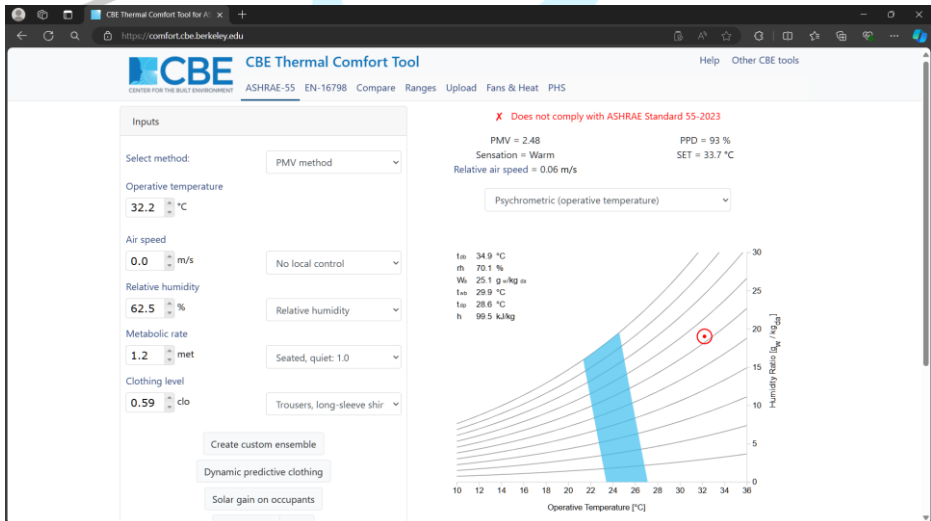 CBE Thermal Comfort Tool for A
https://comfort.cbe.berkeley.edu
CBE
CENTER FOR THE BUILT ENVIRONMENT
CBE Thermal Comfort Tool
Help Other CBE tools
ASHRAE-55 EN-16798 Compare Ranges Upload Fans & Heat PHS
Inputs
Select method:
PMV method
Operative temperature
32.2 °C
Air speed
0.0 m/s
No local control
Relative humidity
62.5 %
Relative humidity
Metabolic rate
1.2 met
Seated, quiet: 1.0
Clothing level
0.59 clo
Trousers, long-sleeve shir
Create custom ensemble
Dynamic predictive clothing
Solar gain on occupants
✗ Does not comply with ASHRAE Standard 55-2023
PMV = 2.48 PPD = 93 %
Sensation = Warm SET = 33.7 °C
Relative air speed = 0.06 m/s
Psychrometric (operative temperature)
tdb 34.9 °C
rh 70.1 %
Wa 25.1 g w/kg da
twb 29.9 °C
tdp 28.6 °C
h 99.5 kJ/kg
30
25
20
15
10
5
0
Humidity Ratio [gw / kgda]
10 12 14 16 18 20 22 24 26 28 30 32 34 36
Operative Temperature [°C]